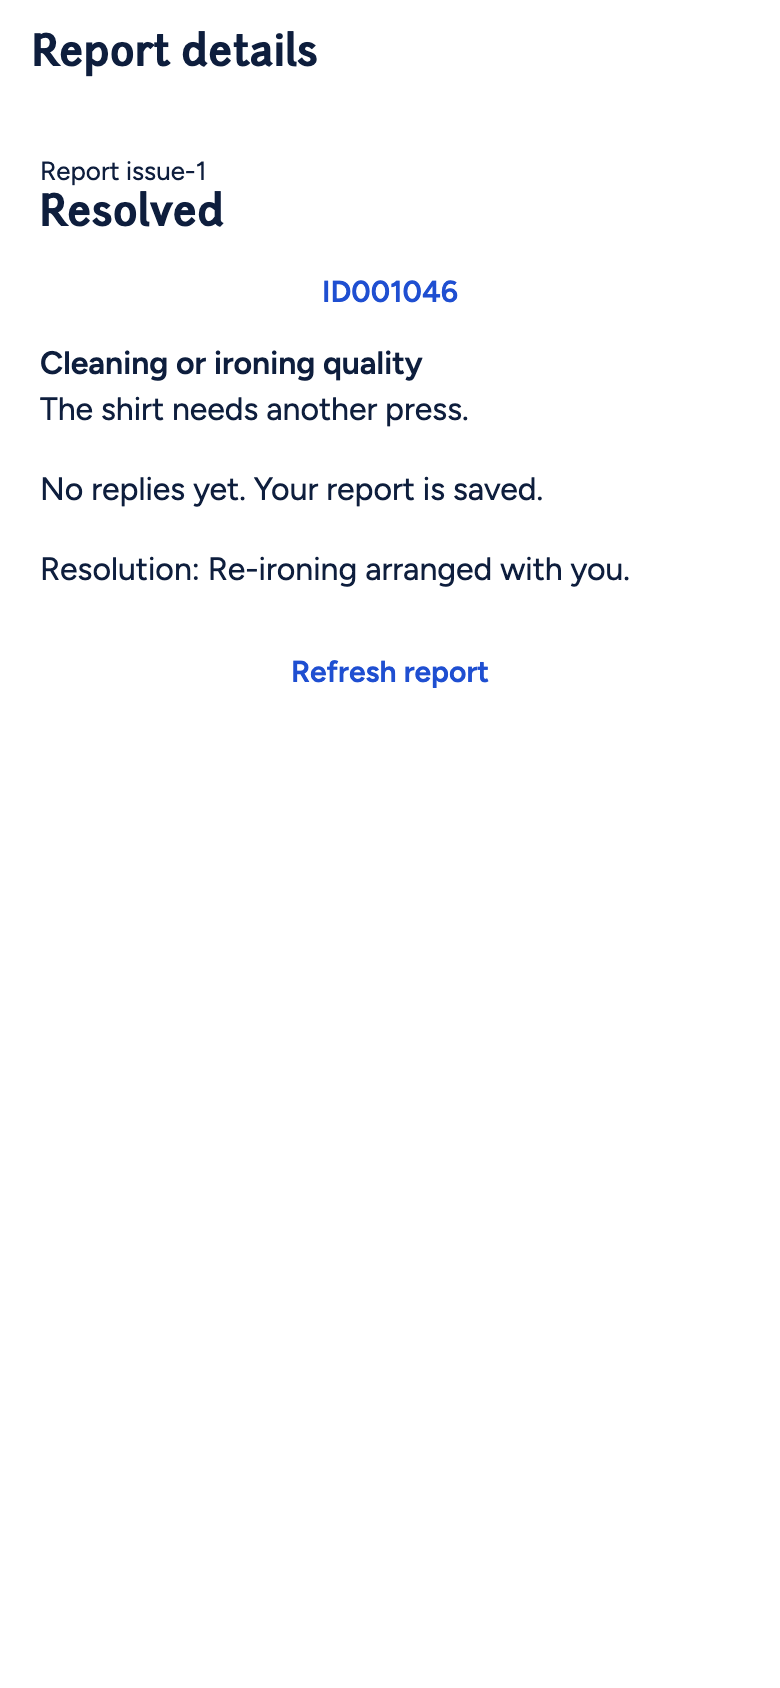 Report details
Report issue-1
Resolved
ID001046
Cleaning or ironing quality
The shirt needs another press.
No replies yet. Your report is saved.
Resolution: Re-ironing arranged with you.
Refresh report